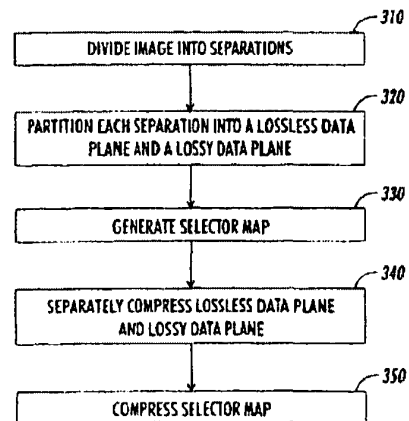 310
DIVIDE IMAGE INTO SEPARATIONS
320
PARTITION EACH SEPARATION INTO A LOSSLESS DATA
PLANE AND A LOSSY DATA PLANE
330
GENERATE SELECTOR MAP
340
SEPARATELY COMPRESS LOSSLESS DATA PLANE
AND LOSSY DATA PLANE
350
COMPRESS SELECTOR MAP